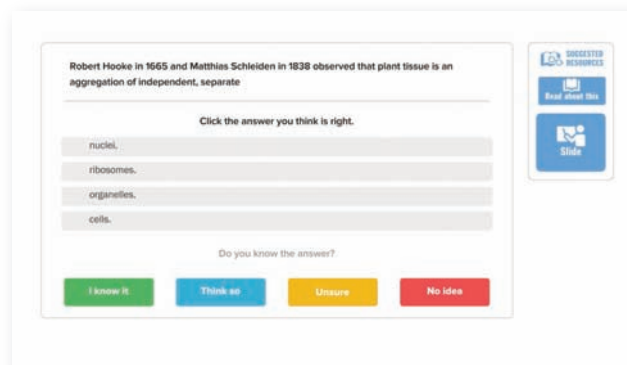 Robert Hooke in 1665 and Matthias Schleiden in 1838 observed that plant tissue is an
aggregation of independent, separate
Click the answer you think is right.
nuclei.
ribosomes.
organelles.
cells.
Do you know the answer?
I know it
Think so
Unsure
No idea
SUGGESTED
RESOURCES
Read about this
Slide